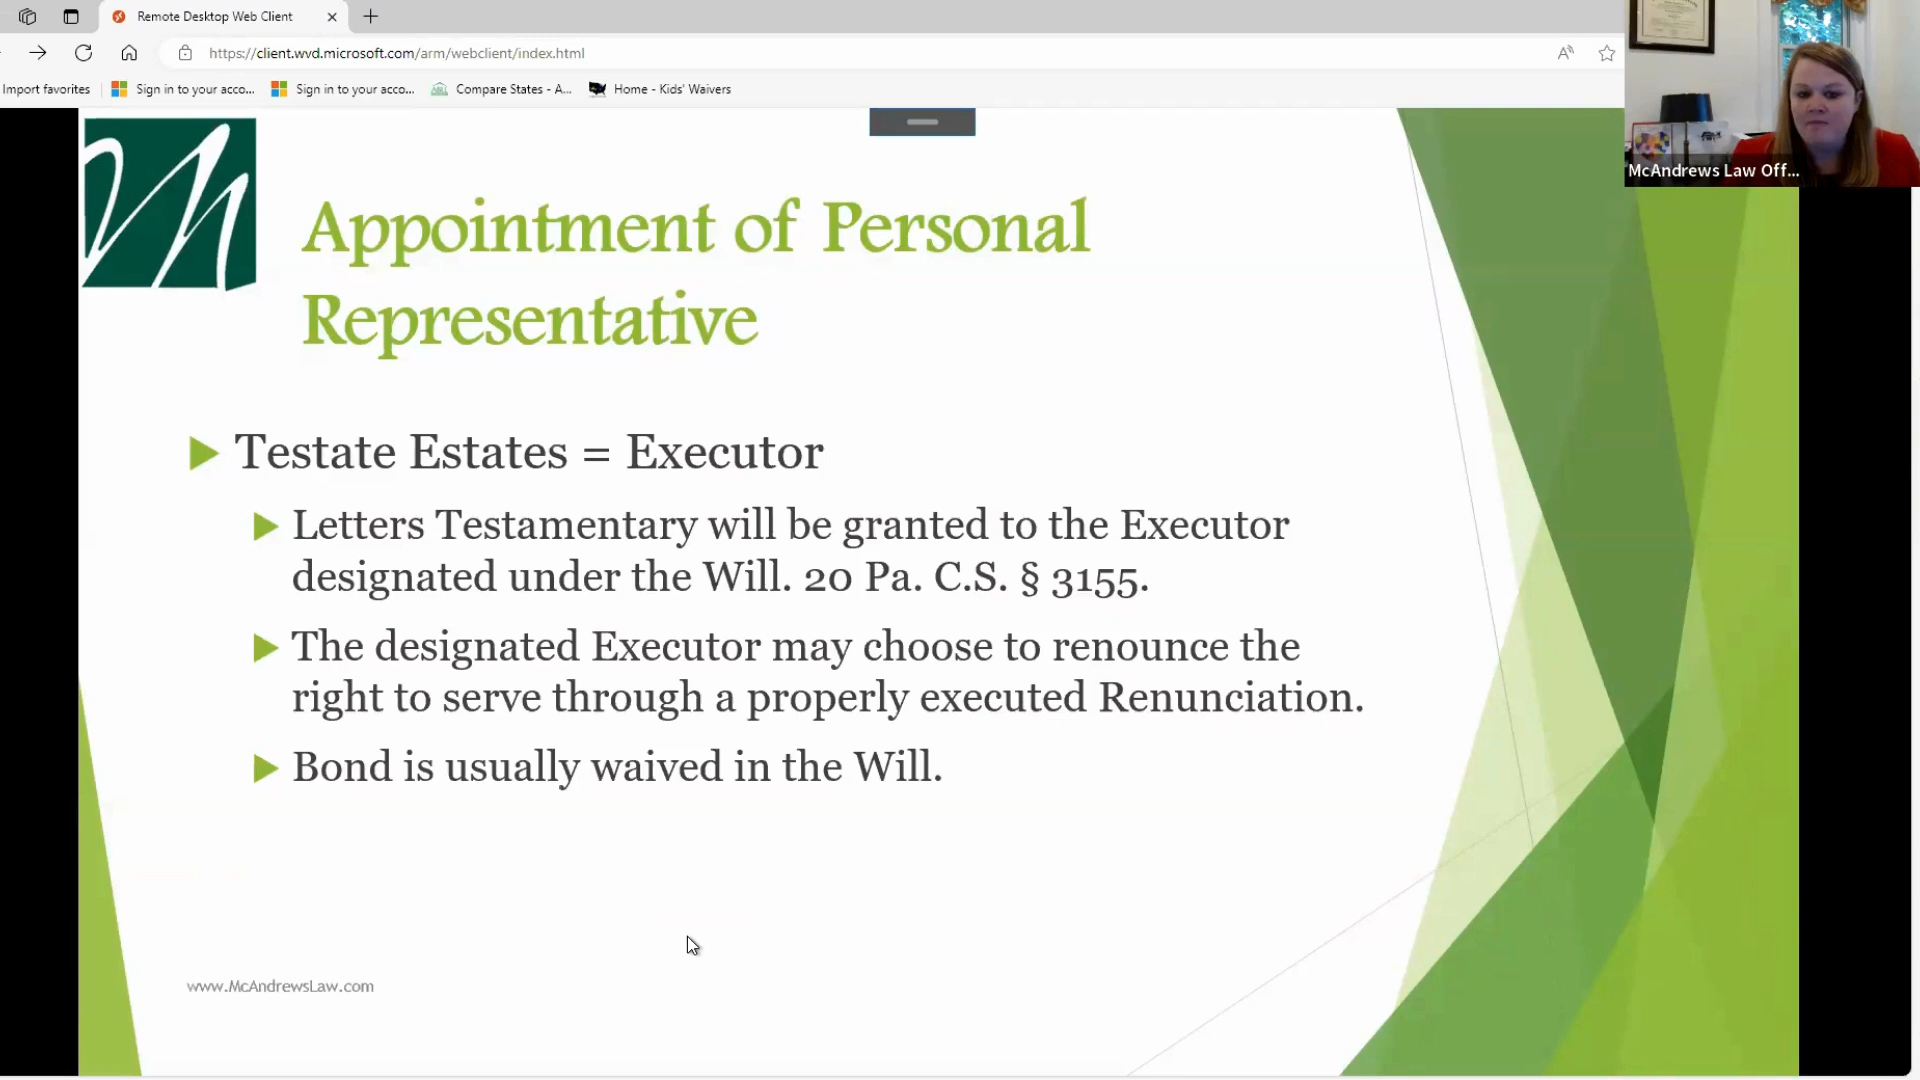 Remote Desktop Web Client
https://client.wvd.microsoft.com/arm/webclient/index.html
Import favorites
Sign in to your acco...
Sign in to your acco...
Compare States - A...
Home - Kids' Waivers
McAndrews Law Off...
Appointment of Personal
Representative
Testate Estates = Executor
Letters Testamentary will be granted to the Executor
designated under the Will. 20 Pa. C.S. § 3155.
The designated Executor may choose to renounce the
right to serve through a properly executed Renunciation.
Bond is usually waived in the Will.
www.McAndrewsLaw.com